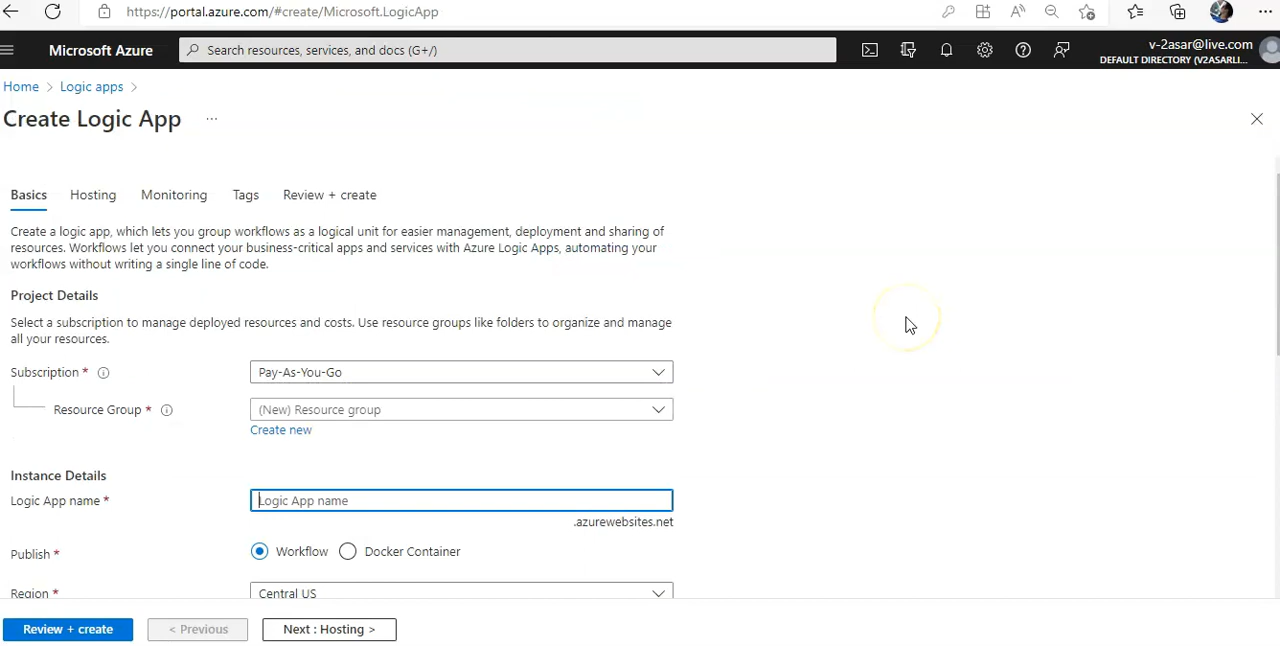 https://portal.azure.com/#create/Microsoft.LogicApp
Microsoft Azure
Search resources, services, and docs (G+/)
v-2asar@live.com
DEFAULT DIRECTORY (V2ASARLI...
Home > Logic apps >
Create Logic App ...
Basics Hosting Monitoring Tags Review + create
Create a logic app, which lets you group workflows as a logical unit for easier management, deployment and sharing of
resources. Workflows let you connect your business-critical apps and services with Azure Logic Apps, automating your
workflows without writing a single line of code.
Project Details
Select a subscription to manage deployed resources and costs. Use resource groups like folders to organize and manage
all your resources.
Subscription * Pay-As-You-Go
Resource Group * (New) Resource group
Create new
Instance Details
Logic App name * Logic App name
.azurewebsites.net
Publish * Workflow Docker Container
Region * Central US
Review + create < Previous Next : Hosting >